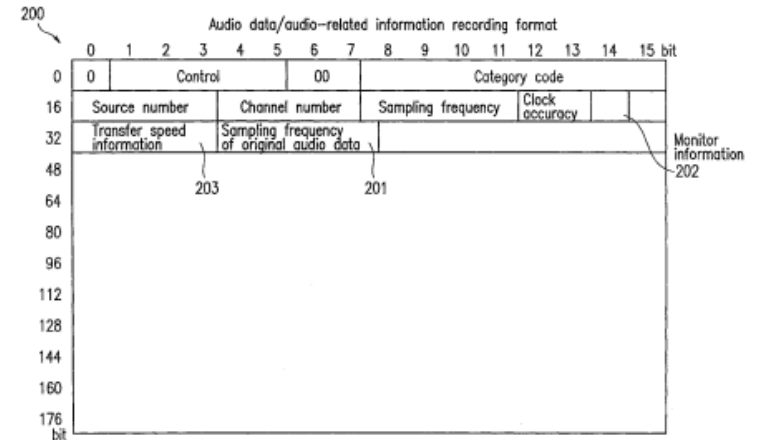 200
Audio data/audio-related information recording format
0 1 2 3 4 5 6 7 8 9 10 11 12 13 14 15 bit
0 0 Control 00 Category code
16 Source number Channel number Sampling frequency Clock accuracy
32 Transfer speed information Sampling frequency of original audio data
Monitor information
202
48
203 201
64
80
96
112
128
144
160
176
bit